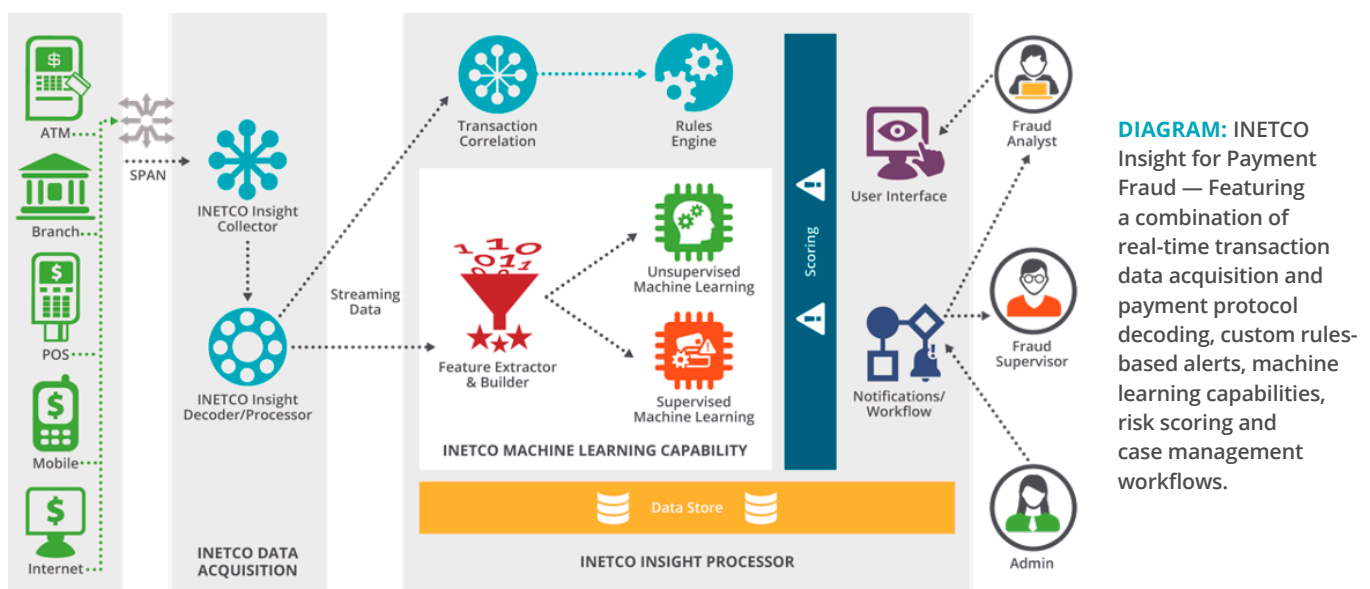 ATM
Branch
POS
Mobile
Internet
SPAN
INETCO Insight
Collector
INETCO Insight
Decoder/Processor
INETCO DATA
ACQUISITION
Streaming
Data
Transaction
Correlation
Rules
Engine
1 10
1011
Feature Extractor
& Builder
Unsupervised
Machine Learning
Supervised
Machine Learning
INETCO MACHINE LEARNING CAPABILITY
Scoring
Data Store
INETCO INSIGHT PROCESSOR
User Interface
Notifications/
Workflow
Fraud
Analyst
Fraud
Supervisor
Admin
DIAGRAM: INETCO
Insight for Payment
Fraud — Featuring
a combination of
real-time transaction
data acquisition and
payment protocol
decoding, custom rules-
based alerts, machine
learning capabilities,
risk scoring and
case management
workflows.